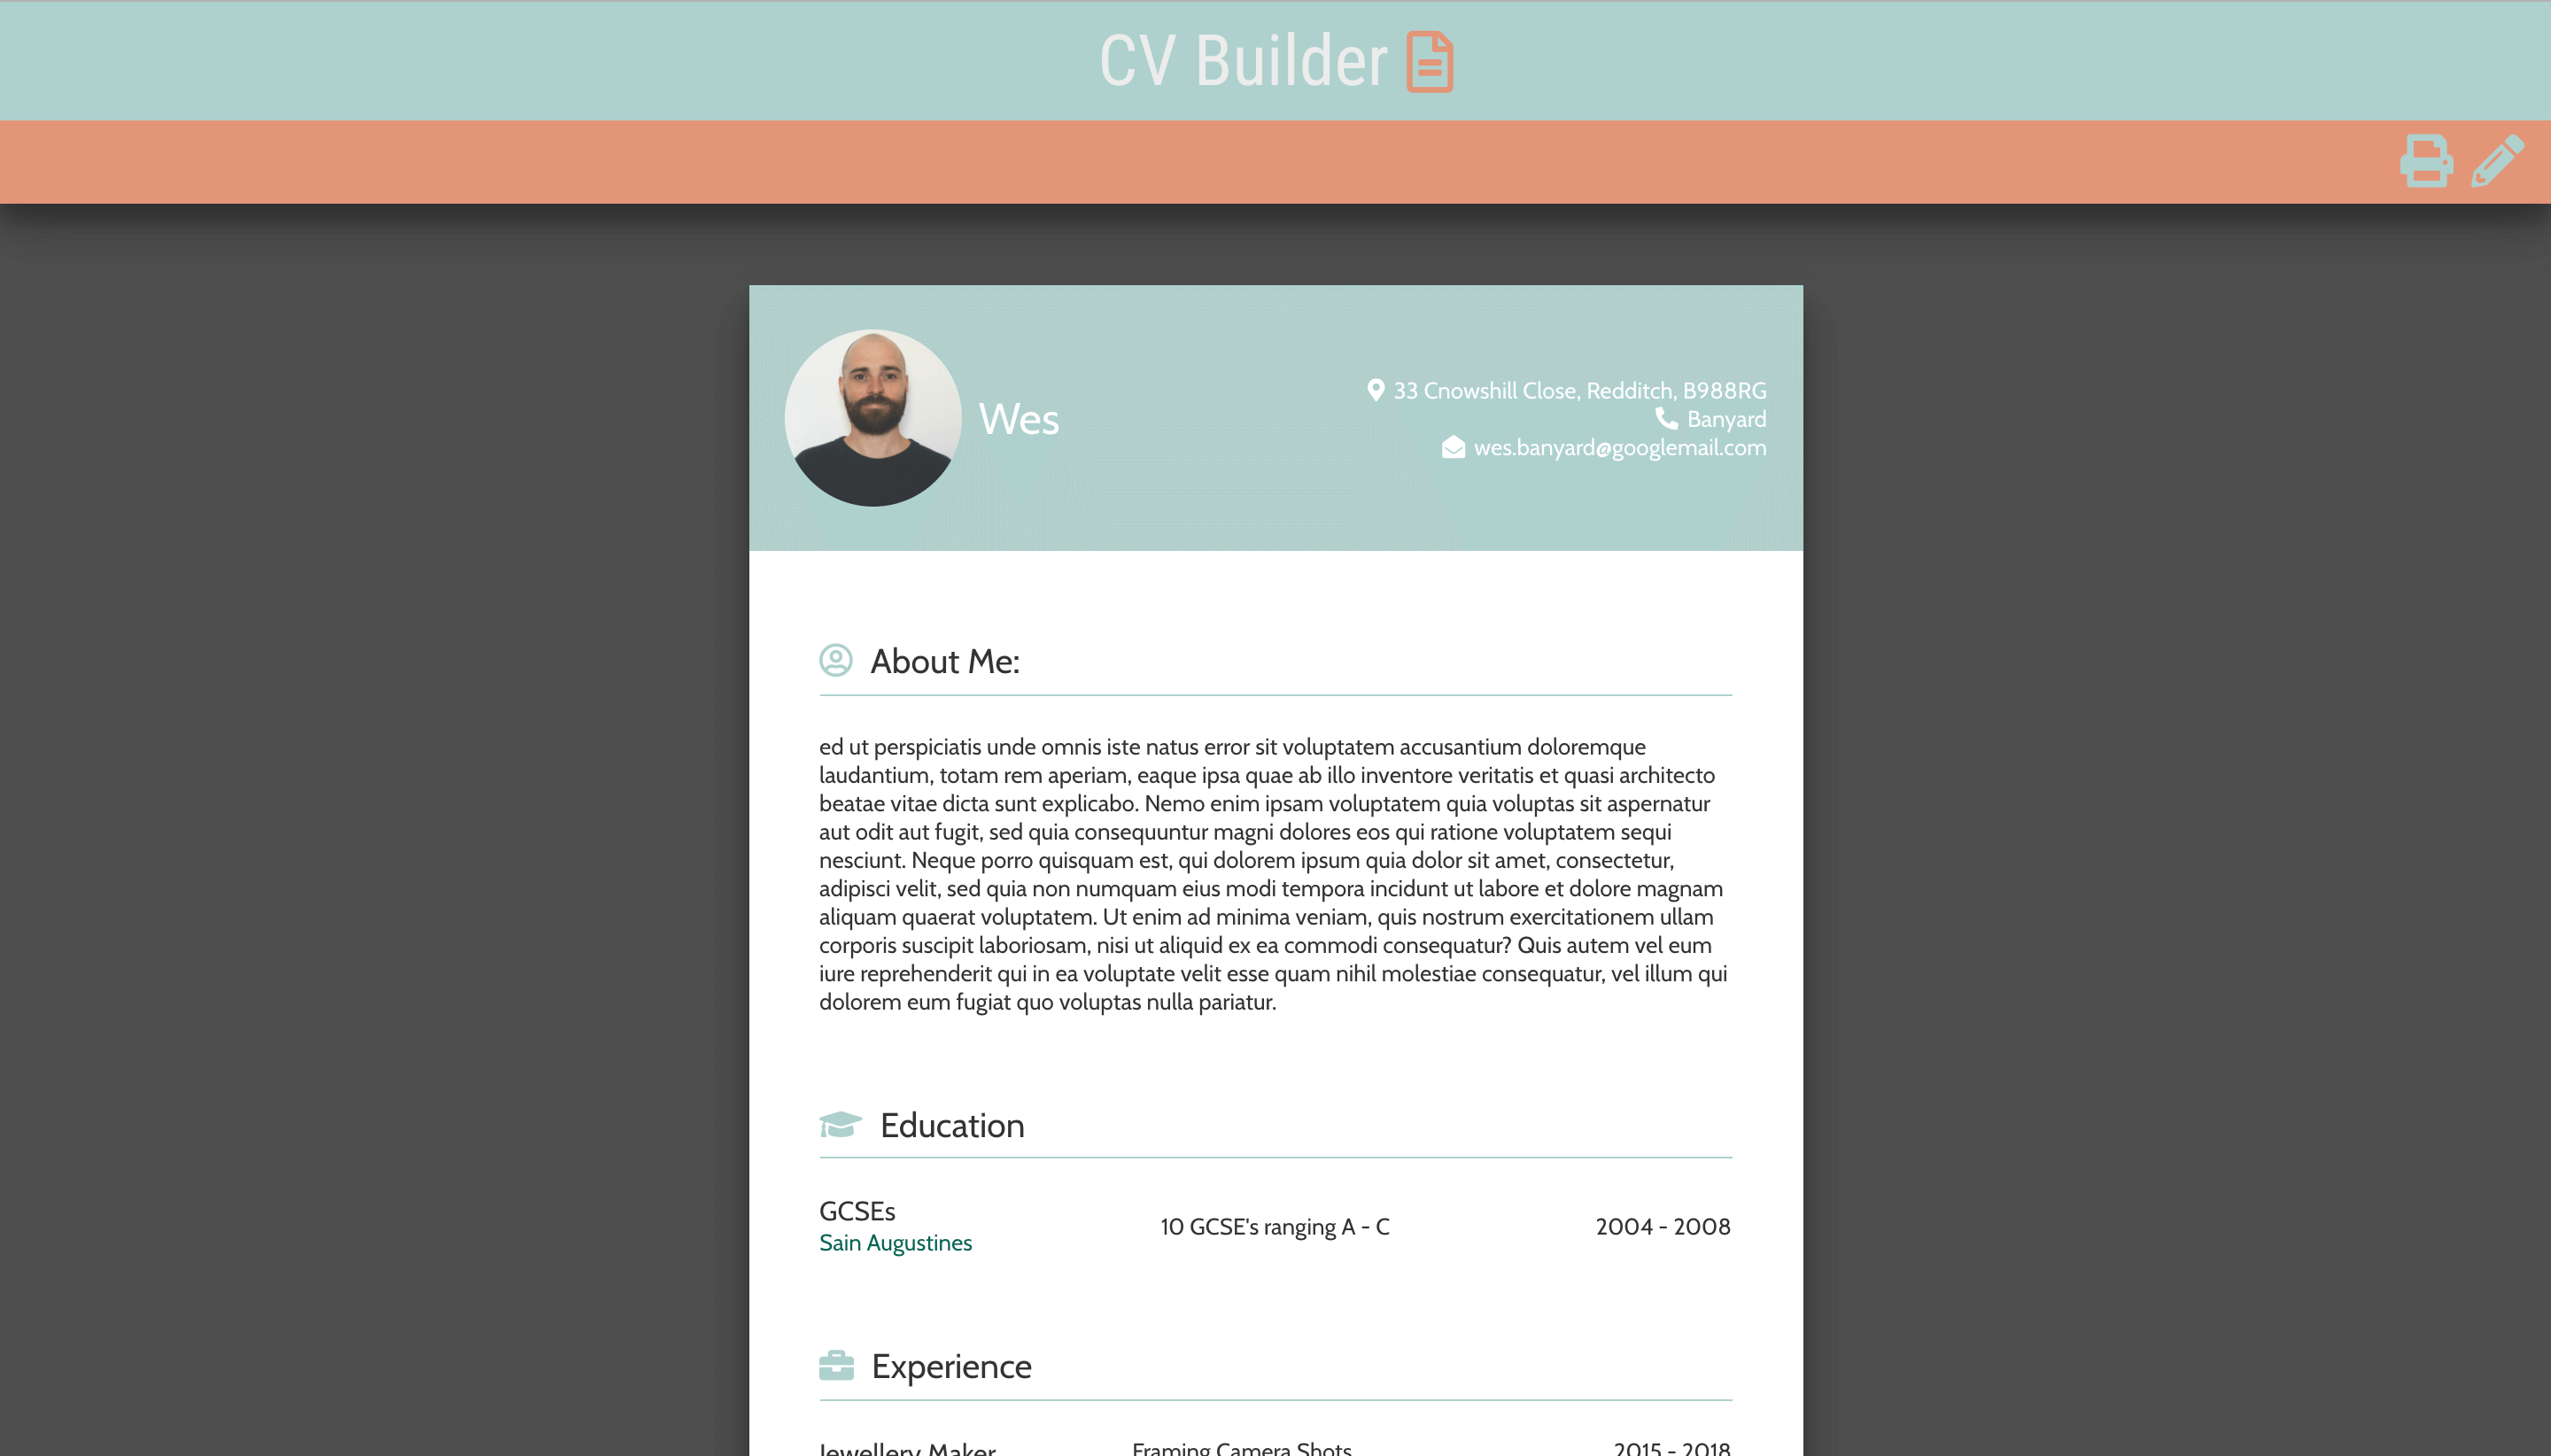 CV Builder
Wes
33 Cnowshill Close, Redditch, B988RG
Banyard
wes.banyard@googlemail.com
About Me:
ed ut perspiciatis unde omnis iste natus error sit voluptatem accusantium doloremque
laudantium, totam rem aperiam, eaque ipsa quae ab illo inventore veritatis et quasi architecto
beatae vitae dicta sunt explicabo. Nemo enim ipsam voluptatem quia voluptas sit aspernatur
aut odit aut fugit, sed quia consequuntur magni dolores eos qui ratione voluptatem sequi
nesciunt. Neque porro quisquam est, qui dolorem ipsum quia dolor sit amet, consectetur,
adipisci velit, sed quia non numquam eius modi tempora incidunt ut labore et dolore magnam
aliquam quaerat voluptatem. Ut enim ad minima veniam, quis nostrum exercitationem ullam
corporis suscipit laboriosam, nisi ut aliquid ex ea commodi consequatur? Quis autem vel eum
iure reprehenderit qui in ea voluptate velit esse quam nihil molestiae consequatur, vel illum qui
dolorem eum fugiat quo voluptas nulla pariatur.
Education
GCSEs
Sain Augustines
10 GCSE's ranging A - C
2004 - 2008
Experience
Jewellery Maker
Framing Camera Shots
2015 - 2018